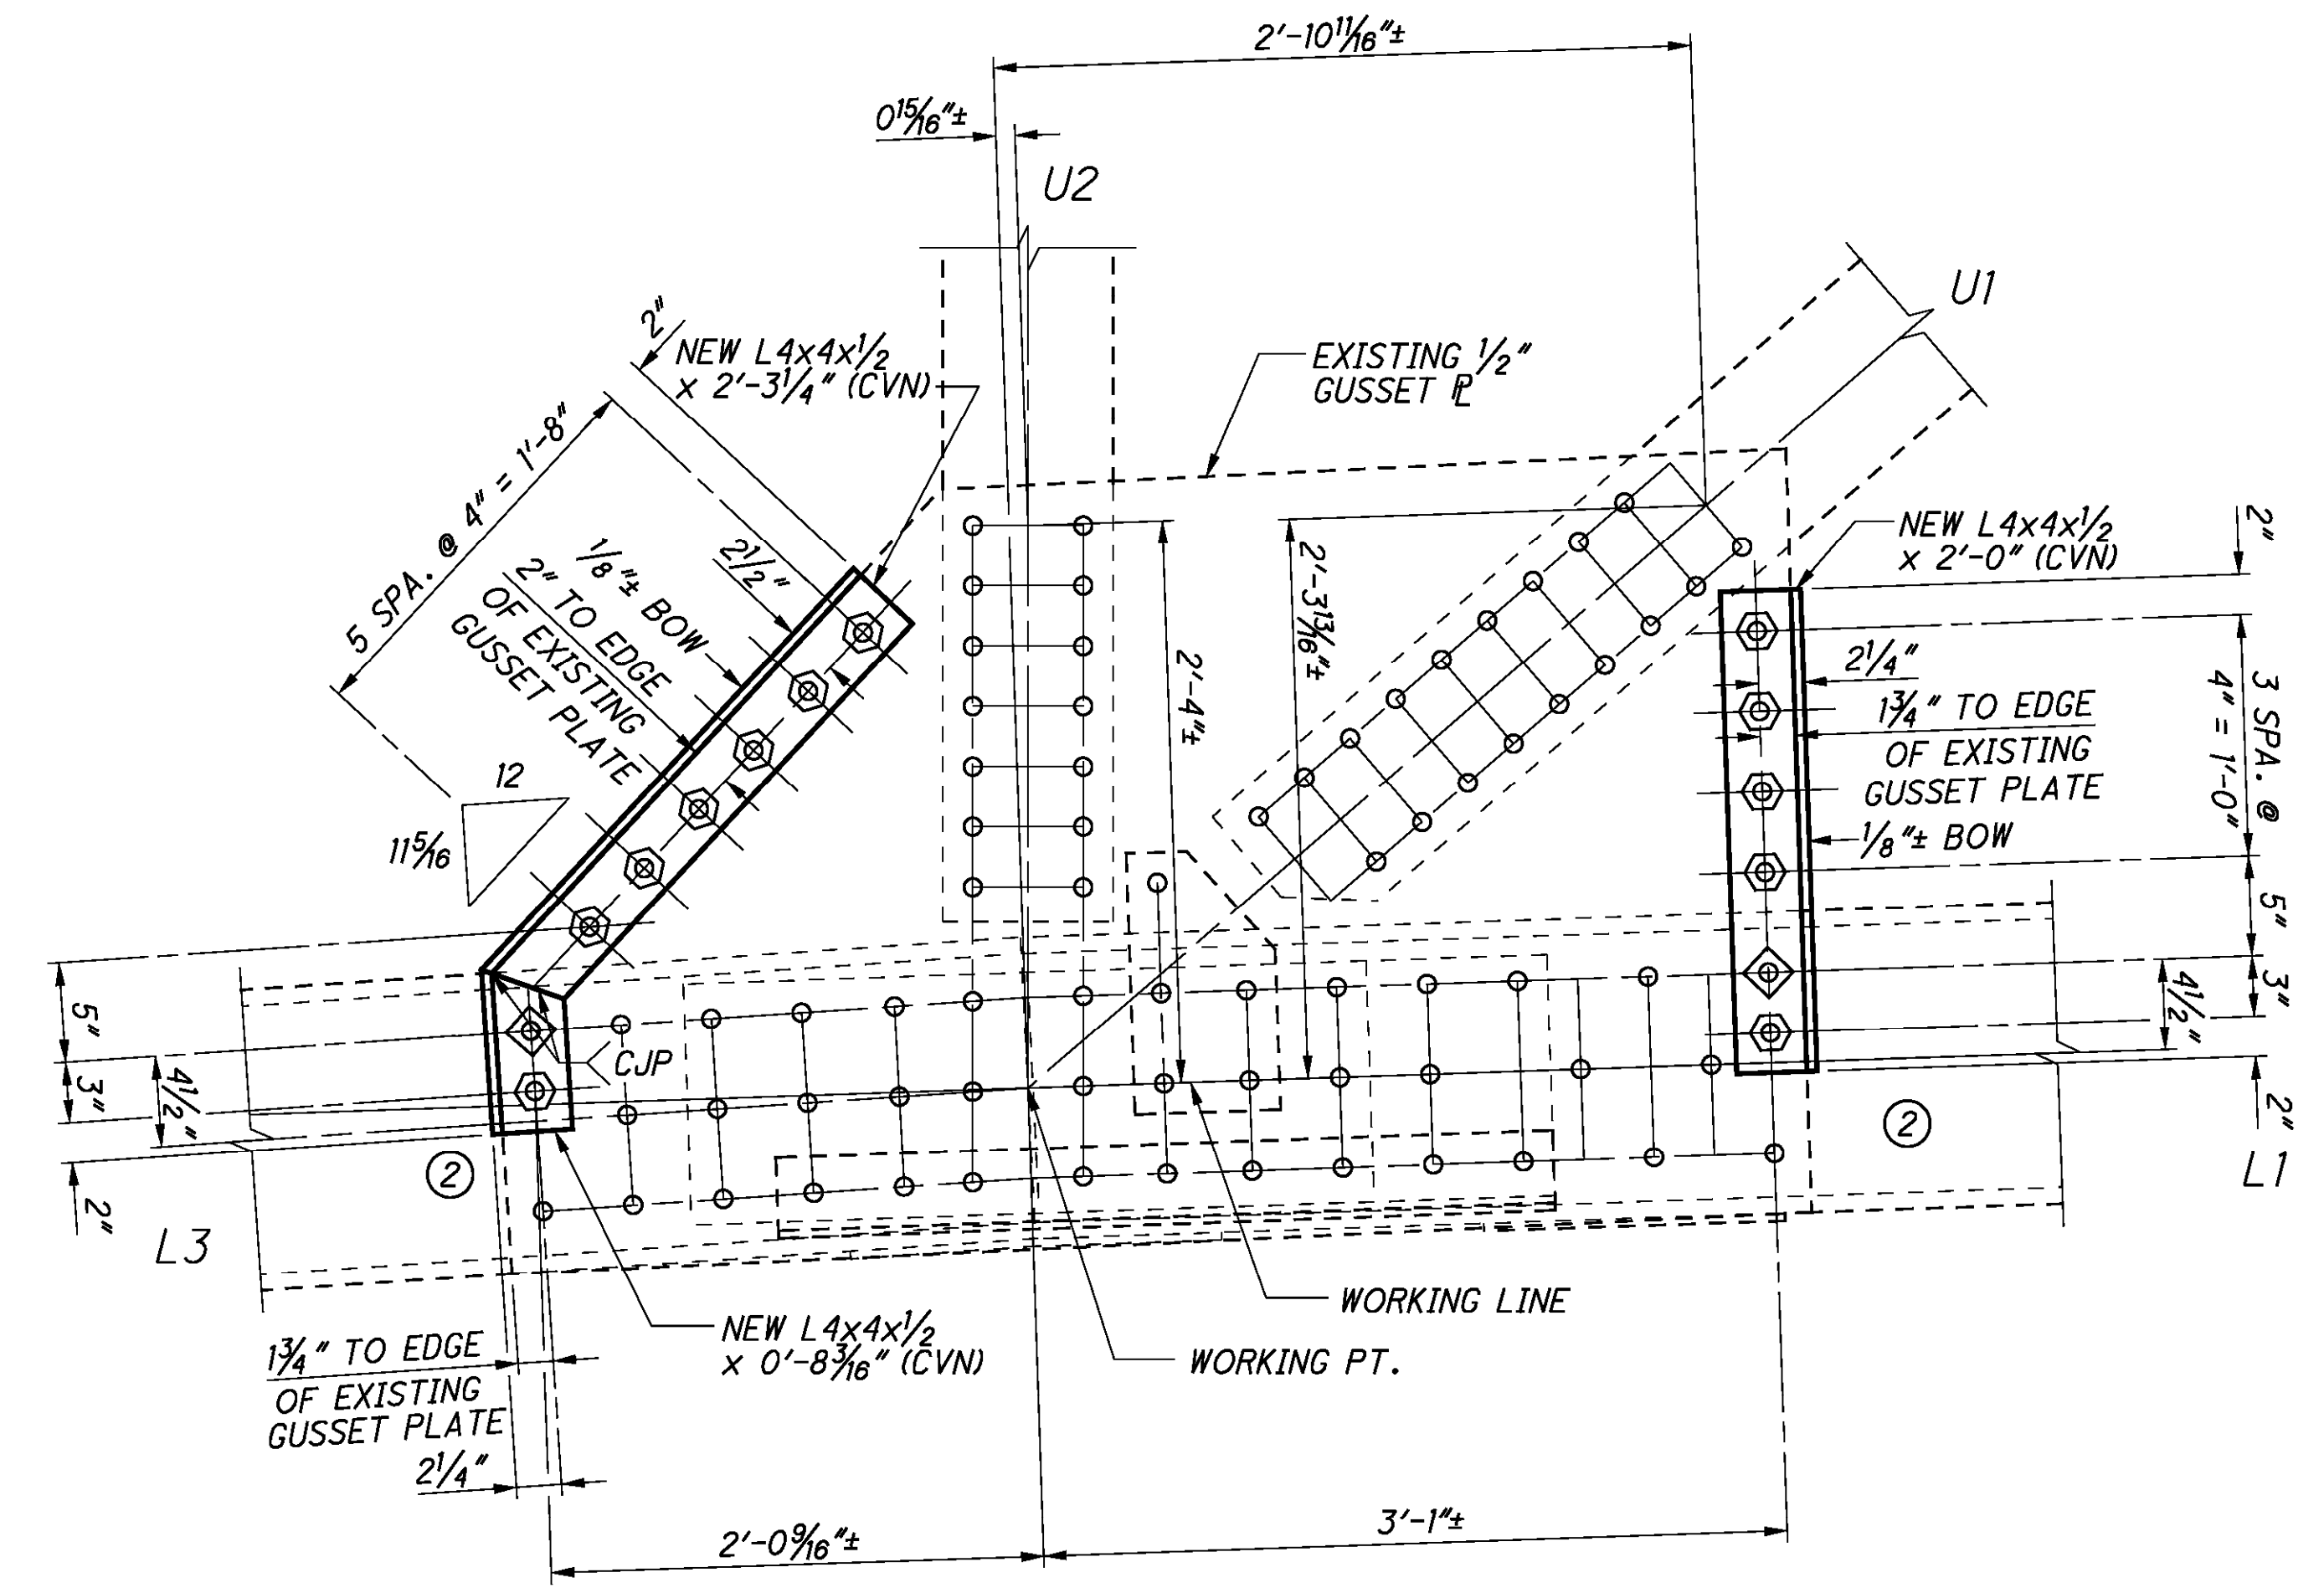 2'-10 11/16"±
0 15/16"±
U2
U1
2"
NEW L4x4x1/2
x 2'-3 1/4" (CVN)
EXISTING 1/2"
GUSSET PL
5 SPA. @ 4" = 1'-8"
2 1/2"
1/8"± BOW
2" TO EDGE
OF EXISTING
GUSSET PLATE
12
11 5/16
2'-4"±
2'-3 13/16"±
NEW L4x4x1/2
x 2'-0" (CVN)
2"
2 1/4"
1 3/4" TO EDGE
OF EXISTING
GUSSET PLATE
1/8"± BOW
3 SPA. @
4" = 1'-0"
5"
3"
4 1/2"
2"
5"
3"
4 1/2"
2"
CJP
2
2
L3
L1
NEW L4x4x1/2
x 0'-8 3/16" (CVN)
WORKING LINE
WORKING PT.
1 3/4" TO EDGE
OF EXISTING
GUSSET PLATE
2 1/4"
2'-0 9/16"±
3'-1"±